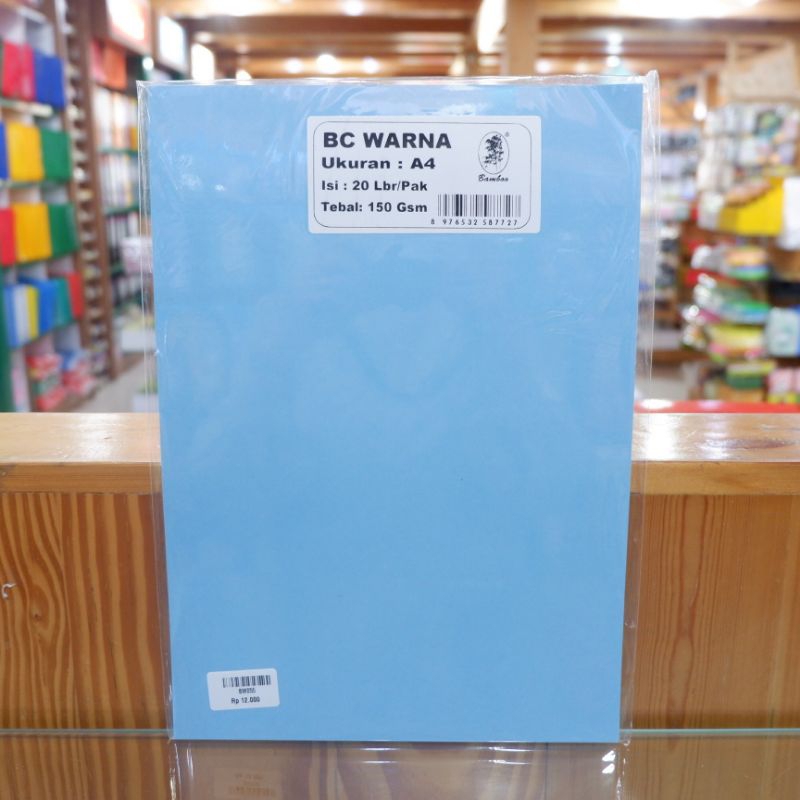 BC WARNA
Ukuran : A4
Isi : 20 Lbr/Pak
Tebal: 150 Gsm
®
Bamboo
8 976532 587727
Rp 12.000